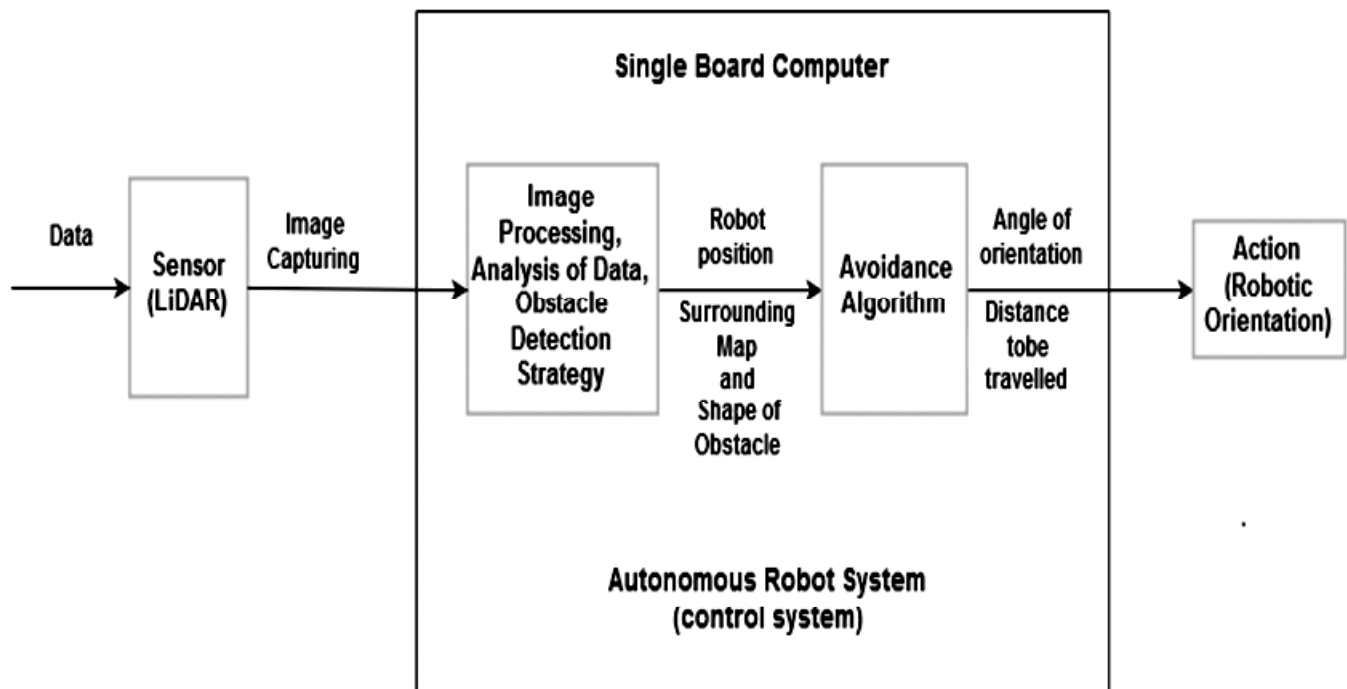 Single Board Computer
Data
Sensor
(LiDAR)
Image
Capturing
Image
Processing,
Analysis of Data,
Obstacle
Detection
Strategy
Robot
position
Surrounding
Map
and
Shape of
Obstacle
Avoidance
Algorithm
Angle of
orientation
Distance
tobe
travelled
Action
(Robotic
Orientation)
Autonomous Robot System
(control system)